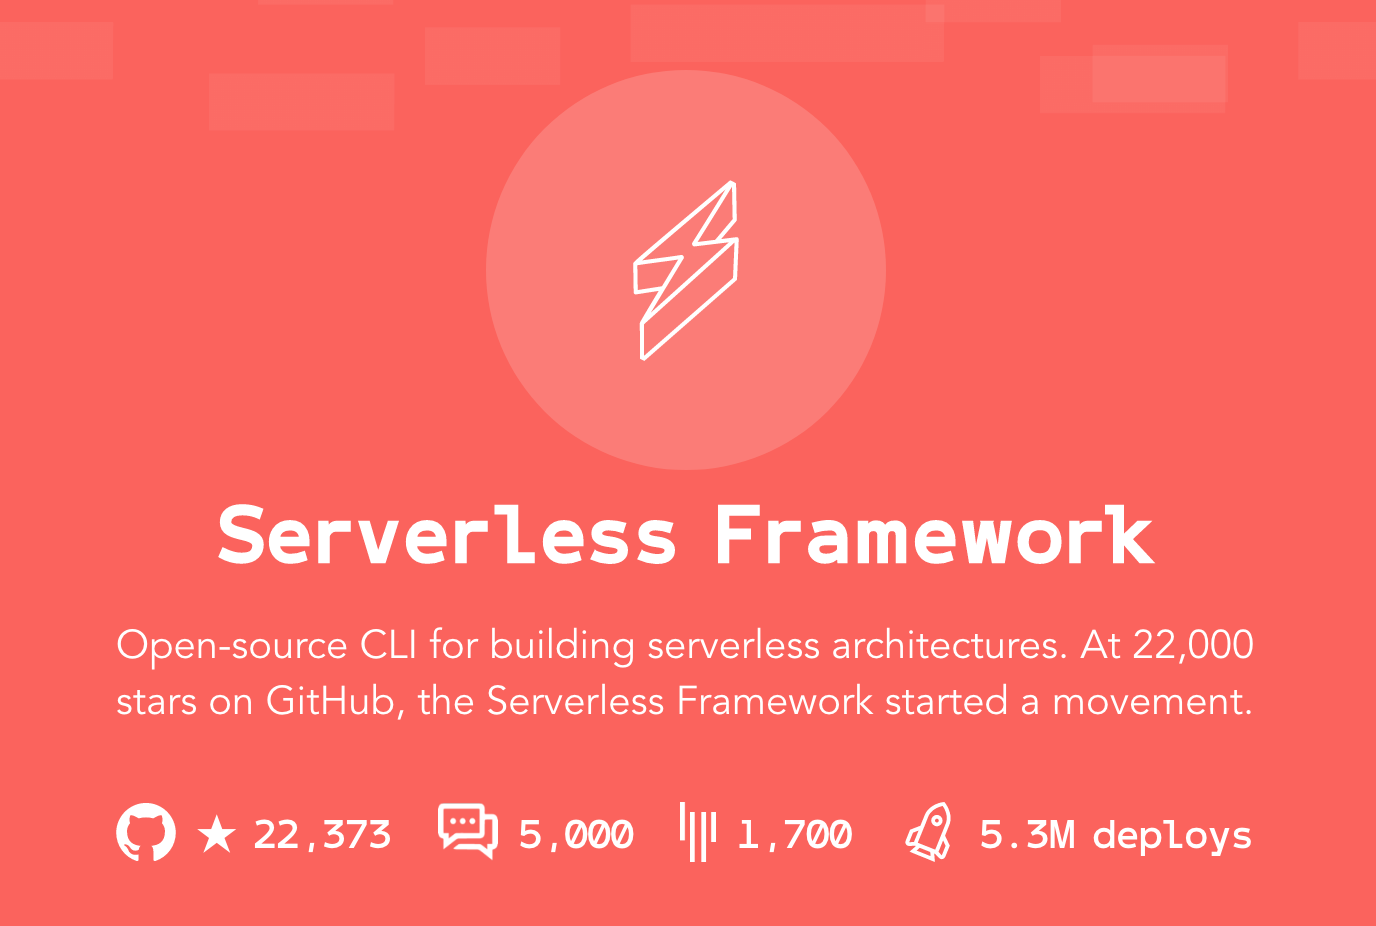 Serverless Framework
Open-source CLI for building serverless architectures. At 22,000
stars on GitHub, the Serverless Framework started a movement.
22,373 5,000 1,700 5.3M deploys